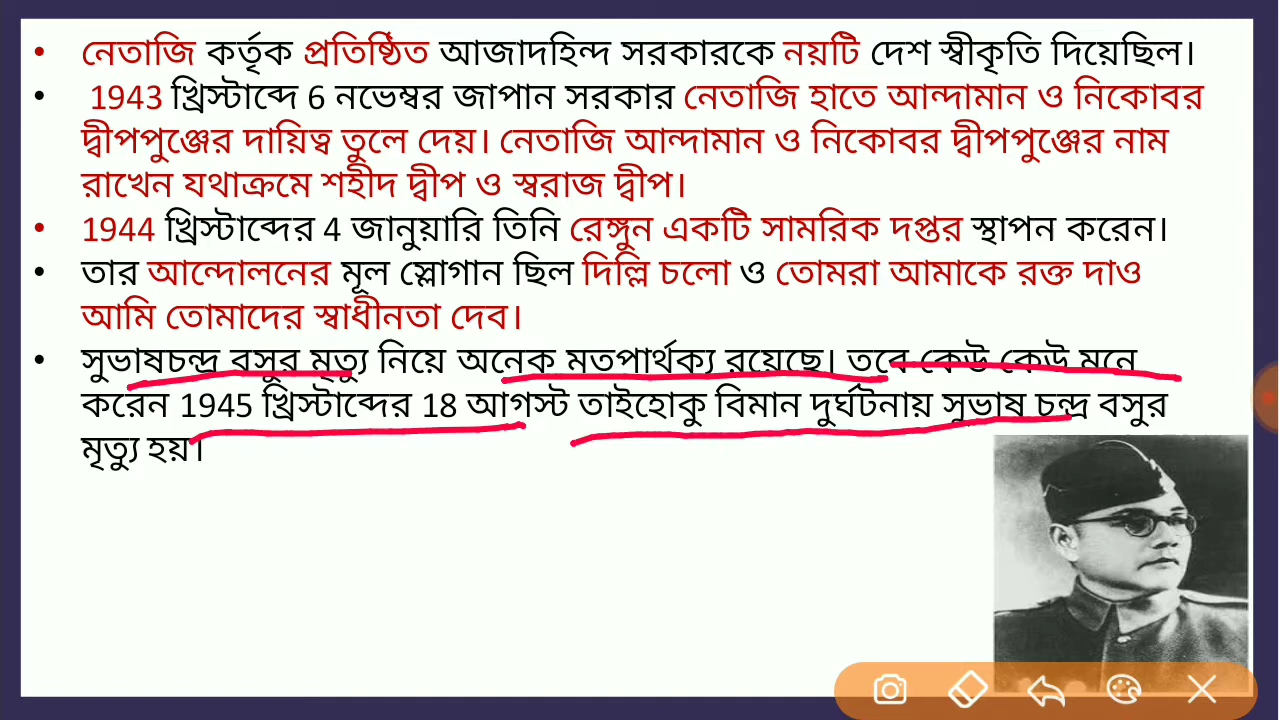 • নেতাজি কর্তৃক প্রতিষ্ঠিত আজাদহিন্দ সরকারকে নয়টি দেশ স্বীকৃতি দিয়েছিল।
• 1943 খ্রিস্টাব্দে 6 নভেম্বর জাপান সরকার নেতাজি হাতে আন্দামান ও নিকোবর
দ্বীপপুঞ্জের দায়িত্ব তুলে দেয়। নেতাজি আন্দামান ও নিকোবর দ্বীপপুঞ্জের নাম
রাখেন যথাক্রমে শহীদ দ্বীপ ও স্বরাজ দ্বীপ।
• 1944 খ্রিস্টাব্দের 4 জানুয়ারি তিনি রেঙ্গুন একটি সামরিক দপ্তর স্থাপন করেন।
• তার আন্দোলনের মূল স্লোগান ছিল দিল্লি চলো ও তোমরা আমাকে রক্ত দাও
আমি তোমাদের স্বাধীনতা দেব।
• সুভাষচন্দ্র বসুর মৃত্যু নিয়ে অনেক মতপার্থক্য রয়েছে। তবে কেউ কেউ মনে
করেন 1945 খ্রিস্টাব্দের 18 আগস্ট তাইহোকু বিমান দুর্ঘটনায় সুভাষ চন্দ্র বসুর
মৃত্যু হয়।